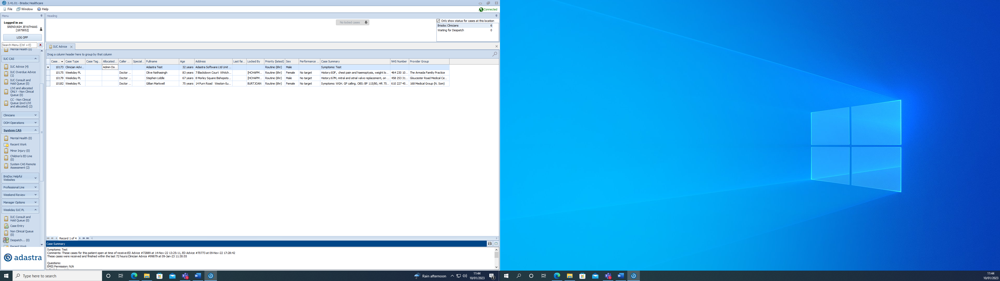 3.41.01 - Brisdoc Healthcare
File Window Help
Connected
Menu
Heading
Logged in as:
SRENIVASH JEYATHAAS
[1875852]
LOG OFF
Search Menu (Ctrl + E) X
No locked cases
Only show status for cases at this location
Brisdoc Clinicians 6
Waiting for Despatch 0
Mental Health (0)
IUC CAS
IUC Advice (4)
IUC Overdue Advice
(1)
IUC Consult and
Hold Queue (0)
LIVI and allocated
ONLY - Non Clinical
Queue (0)
CC - Non Clinical
Queue (excl LIVI
and allocated) (2)
Clinicians
OOH Operations
System CAS
Mental Health (0)
Recent Work
Minor Injury (0)
Children's ED Line
(0)
System CAS Remote
Assessment (2)
BrisDoc Helpful
Websites
Professional Line
Weekend Review
Manager Options
Weekday IUC PL
IUC Consult and
Hold Queue (0)
Case Entry
Non Clinical Queue
(0)
Despatch... (0)
Recent Work
adastra
IUC Advice
Drag a column header here to group by that column
Case... Case Type Case Tag... Allocated... Caller ... Special... Fullname Age Address Last fai... Locked By Priority (latest) Sex Performance ... Case Summary NHS Number Provider Group
10173 Clinician Advi... Admin Do... Adastra Test 32 years Adastra Software Ltd Unit ... Routine (6hr) Male Symptoms: Test
10175 Weekday PL Doctor ... Olive Nathasingh 83 years 7 Blackdown Court Whitch... [HCHAPM... Routine (6hr) Female No target History:83F, chest pain and haemoptysis, weight lo... 464 230 10... The Armada Familiy Practice
10179 Weekday PL Doctor ... Stephen Liddle 67 years 8 Morley Square Bishopsto... [HCHAPM... Routine (6hr) Male No target History:67M, mitral and atrial valve replacement, on ... 458 253 31... Gloucester Road Medical Ce...
10182 Weekday PL Doctor ... Gillian Markwell 75 years 14 Purn Road Weston-Su... BURTJOAN Routine (6hr) Female No target Symptoms: WGH. GP calling. OBS: BP 115/80, HR 75... 610 227 45... 168 Medical Group (N. Som)
Record 1 of 4
Case Summary
Symptoms: Test
Comments: These cases for this patient open at time of receive:ED Advice #72889 at 14-Nov-22 13:25:11, ED Advice #70773 at 09-Nov-22 17:28:42
These cases were received and finished within the last 72 hours:Clinician Advice #99879 at 09-Jan-23 11:30:55
Questions:
EMIS Permission: N/A
Type here to search
Rain afternoon
11:44
10/01/2023
1
11:44
10/01/2023